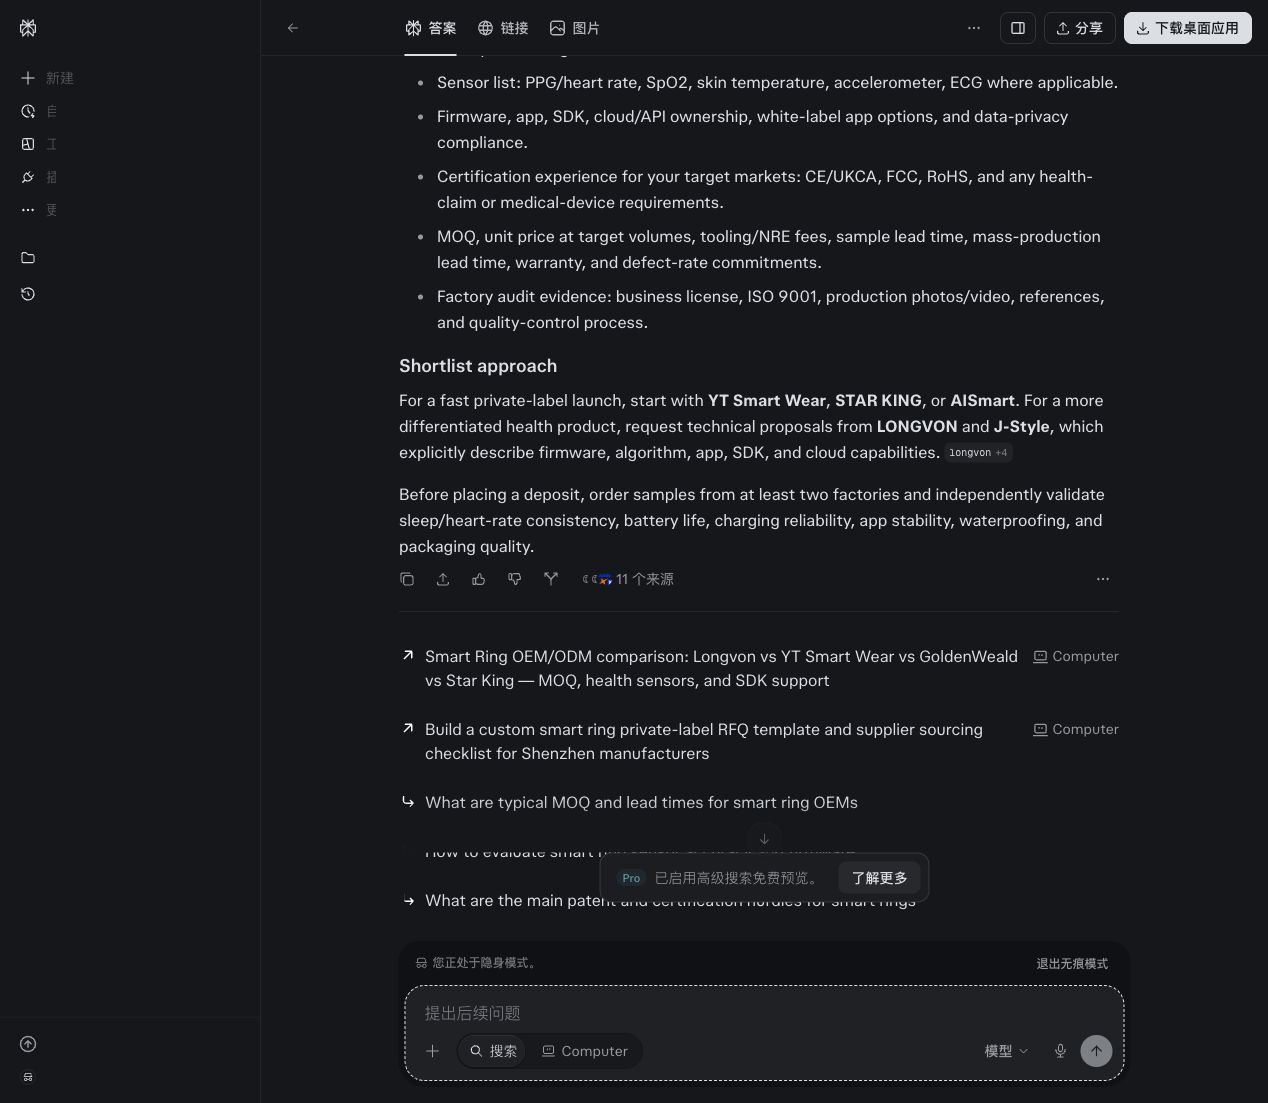 答案
链接
图片
分享
下载桌面应用
新建
Sensor list: PPG/heart rate, SpO2, skin temperature, accelerometer, ECG where applicable.
Firmware, app, SDK, cloud/API ownership, white-label app options, and data-privacy
compliance.
Certification experience for your target markets: CE/UKCA, FCC, RoHS, and any health-
claim or medical-device requirements.
MOQ, unit price at target volumes, tooling/NRE fees, sample lead time, mass-production
lead time, warranty, and defect-rate commitments.
Factory audit evidence: business license, ISO 9001, production photos/video, references,
and quality-control process.
Shortlist approach
For a fast private-label launch, start with YT Smart Wear, STAR KING, or AISmart. For a more
differentiated health product, request technical proposals from LONGVON and J-Style, which
explicitly describe firmware, algorithm, app, SDK, and cloud capabilities. longvon +4
Before placing a deposit, order samples from at least two factories and independently validate
sleep/heart-rate consistency, battery life, charging reliability, app stability, waterproofing, and
packaging quality.
11 个来源
Smart Ring OEM/ODM comparison: Longvon vs YT Smart Wear vs GoldenWeald
vs Star King — MOQ, health sensors, and SDK support
Computer
Build a custom smart ring private-label RFQ template and supplier sourcing
checklist for Shenzhen manufacturers
Computer
What are typical MOQ and lead times for smart ring OEMs
How to evaluate smart ring sensor
Pro 已启用高级搜索免费预览。 了解更多
What are the main patent and certification hurdles for smart rings
您正处于隐身模式。
退出无痕模式
提出后续问题
搜索
Computer
模型